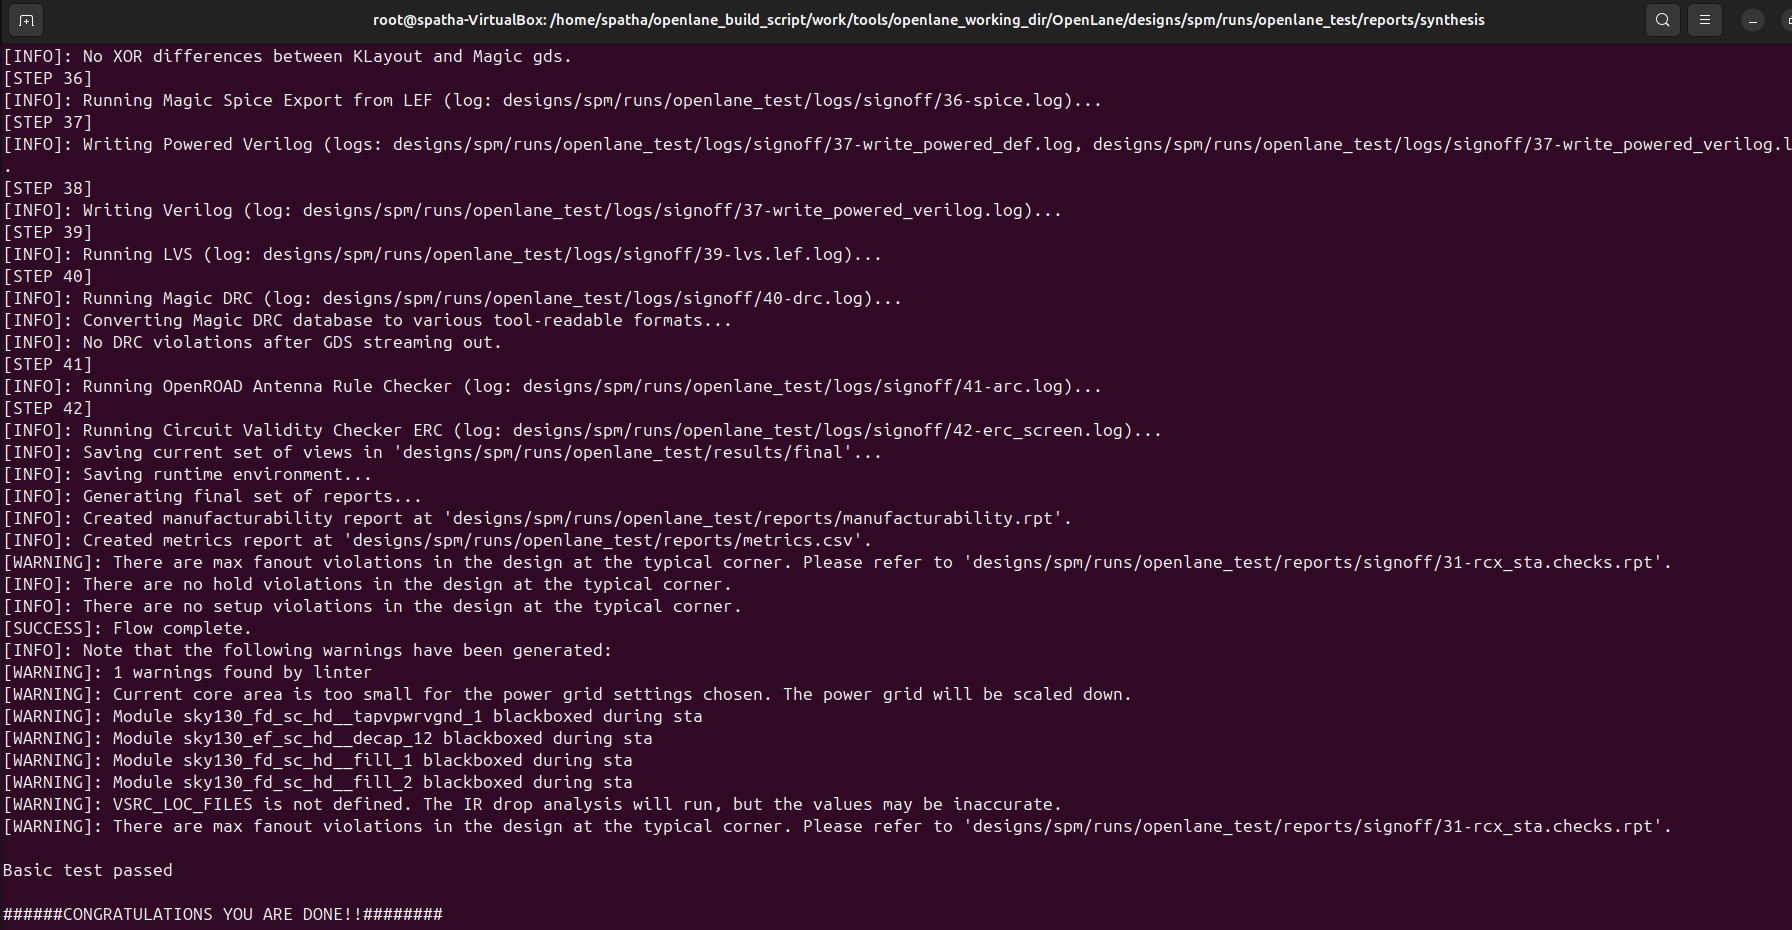 root@spatha-VirtualBox: /home/spatha/openlane_build_script/work/tools/openlane_working_dir/OpenLane/designs/spm/runs/openlane_test/reports/synthesis
[INFO]: No XOR differences between KLayout and Magic gds.
[STEP 36]
[INFO]: Running Magic Spice Export from LEF (log: designs/spm/runs/openlane_test/logs/signoff/36-spice.log)...
[STEP 37]
[INFO]: Writing Powered Verilog (logs: designs/spm/runs/openlane_test/logs/signoff/37-write_powered_def.log, designs/spm/runs/openlane_test/logs/signoff/37-write_powered_verilog.l
.
[STEP 38]
[INFO]: Writing Verilog (log: designs/spm/runs/openlane_test/logs/signoff/37-write_powered_verilog.log)...
[STEP 39]
[INFO]: Running LVS (log: designs/spm/runs/openlane_test/logs/signoff/39-lvs.lef.log)...
[STEP 40]
[INFO]: Running Magic DRC (log: designs/spm/runs/openlane_test/logs/signoff/40-drc.log)...
[INFO]: Converting Magic DRC database to various tool-readable formats...
[INFO]: No DRC violations after GDS streaming out.
[STEP 41]
[INFO]: Running OpenROAD Antenna Rule Checker (log: designs/spm/runs/openlane_test/logs/signoff/41-arc.log)...
[STEP 42]
[INFO]: Running Circuit Validity Checker ERC (log: designs/spm/runs/openlane_test/logs/signoff/42-erc_screen.log)...
[INFO]: Saving current set of views in 'designs/spm/runs/openlane_test/results/final'...
[INFO]: Saving runtime environment...
[INFO]: Generating final set of reports...
[INFO]: Created manufacturability report at 'designs/spm/runs/openlane_test/reports/manufacturability.rpt'.
[INFO]: Created metrics report at 'designs/spm/runs/openlane_test/reports/metrics.csv'.
[WARNING]: There are max fanout violations in the design at the typical corner. Please refer to 'designs/spm/runs/openlane_test/reports/signoff/31-rcx_sta.checks.rpt'.
[INFO]: There are no hold violations in the design at the typical corner.
[INFO]: There are no setup violations in the design at the typical corner.
[SUCCESS]: Flow complete.
[INFO]: Note that the following warnings have been generated:
[WARNING]: 1 warnings found by linter
[WARNING]: Current core area is too small for the power grid settings chosen. The power grid will be scaled down.
[WARNING]: Module sky130_fd_sc_hd__tapvpwrvgnd_1 blackboxed during sta
[WARNING]: Module sky130_ef_sc_hd__decap_12 blackboxed during sta
[WARNING]: Module sky130_fd_sc_hd__fill_1 blackboxed during sta
[WARNING]: Module sky130_fd_sc_hd__fill_2 blackboxed during sta
[WARNING]: VSRC_LOC_FILES is not defined. The IR drop analysis will run, but the values may be inaccurate.
[WARNING]: There are max fanout violations in the design at the typical corner. Please refer to 'designs/spm/runs/openlane_test/reports/signoff/31-rcx_sta.checks.rpt'.
Basic test passed
######CONGRATULATIONS YOU ARE DONE!!########